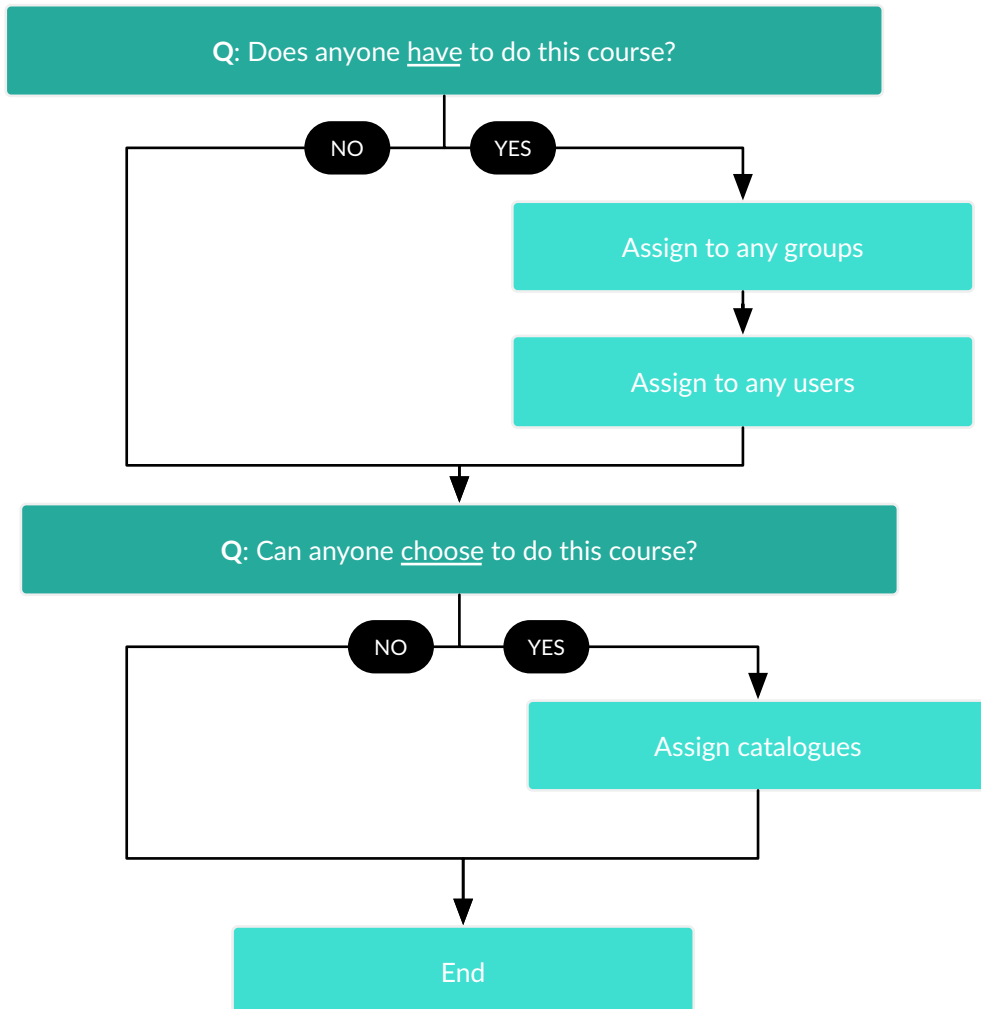 Q: Does anyone have to do this course?
NO
YES
Assign to any groups
Assign to any users
Q: Can anyone choose to do this course?
NO
YES
Assign catalogues
End